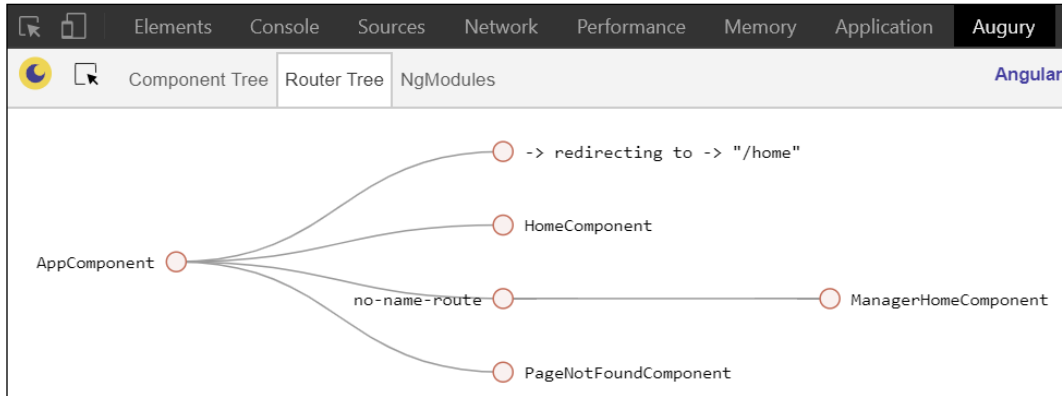 Elements Console Sources Network Performance Memory Application Augury
Component Tree Router Tree NgModules Angular
-> redirecting to -> "/home"
HomeComponent
AppComponent
no-name-route ManagerHomeComponent
PageNotFoundComponent